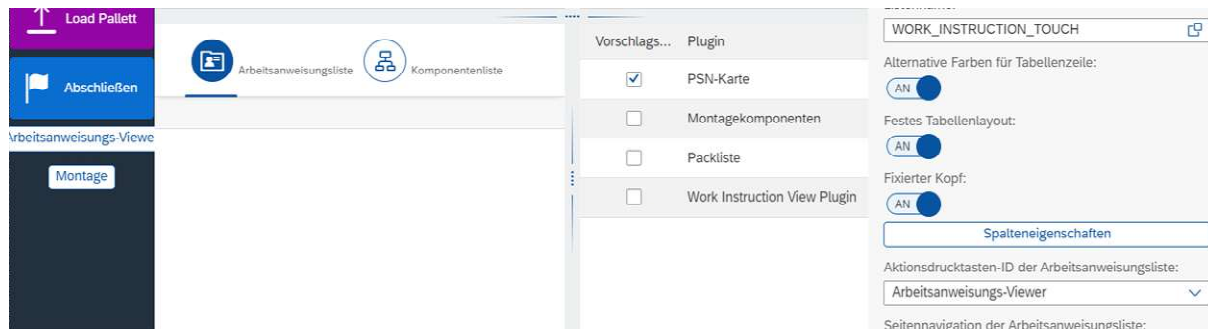 Load Pallett
Abschließen
Arbeitsanweisungs-Viewe
Montage
Arbeitsanweisungsliste
Komponentenliste
Vorschlags... Plugin
PSN-Karte
Montagekomponenten
Packliste
Work Instruction View Plugin
Listenname:
WORK_INSTRUCTION_TOUCH
Alternative Farben für Tabellenzeile:
AN
Festes Tabellenlayout:
AN
Fixierter Kopf:
AN
Spalteneigenschaften
Aktionsdrucktasten-ID der Arbeitsanweisungsliste:
Arbeitsanweisungs-Viewer
Seitennavigation der Arbeitsanweisungsliste: